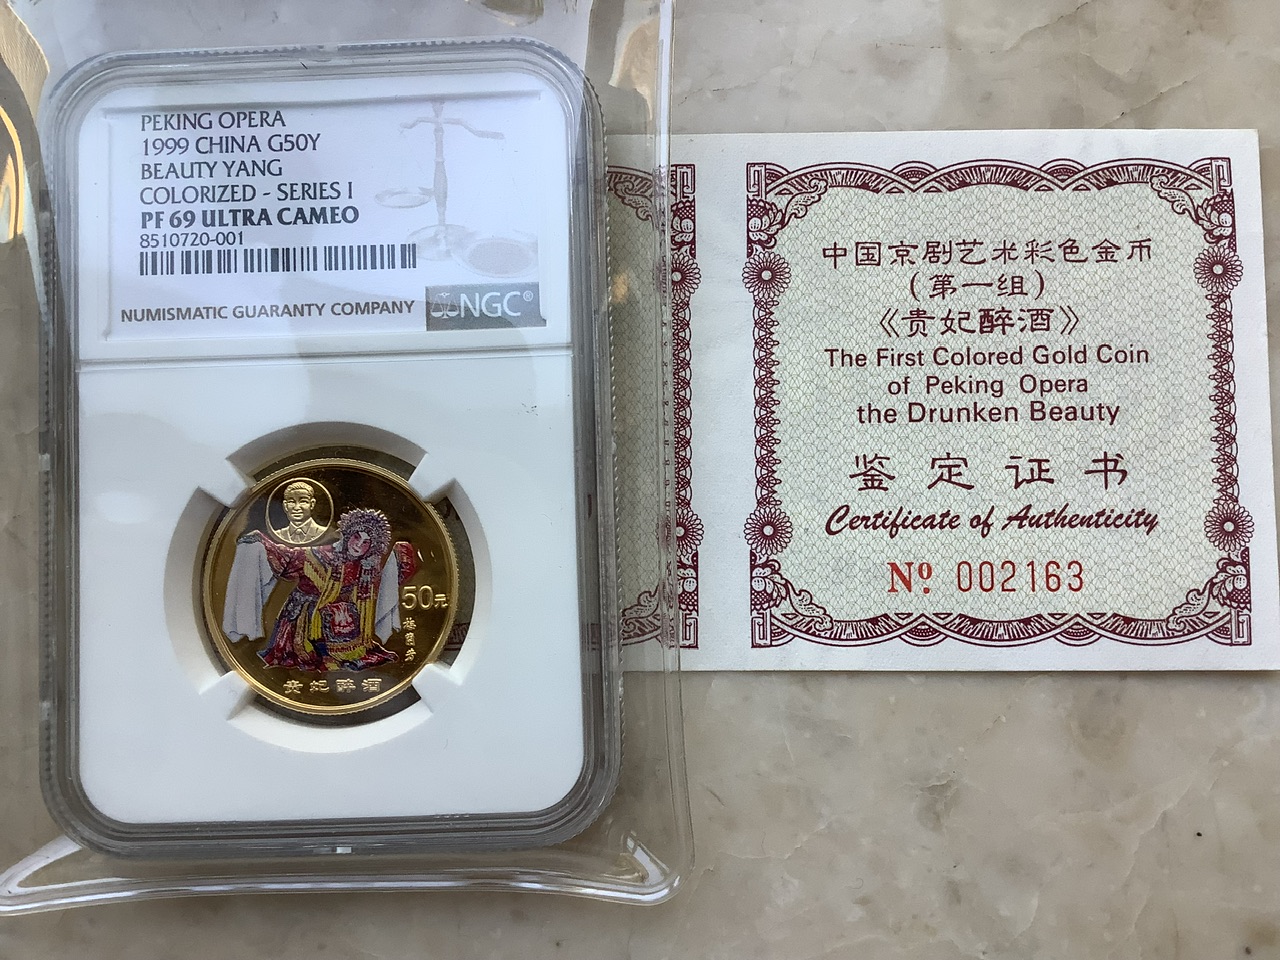 PEKING OPERA
1999 CHINA G50Y
BEAUTY YANG
COLORIZED - SERIES I
PF 69 ULTRA CAMEO
8510720-001
NUMISMATIC GUARANTY COMPANY
NGC®
50元
梅蘭芳
贵妃醉酒
中国京剧艺术彩色金币
(第一组)
《贵妃醉酒》
The First Colored Gold Coin
of Peking Opera
the Drunken Beauty
鉴定证书
Certificate of Authenticity
Nº 002163